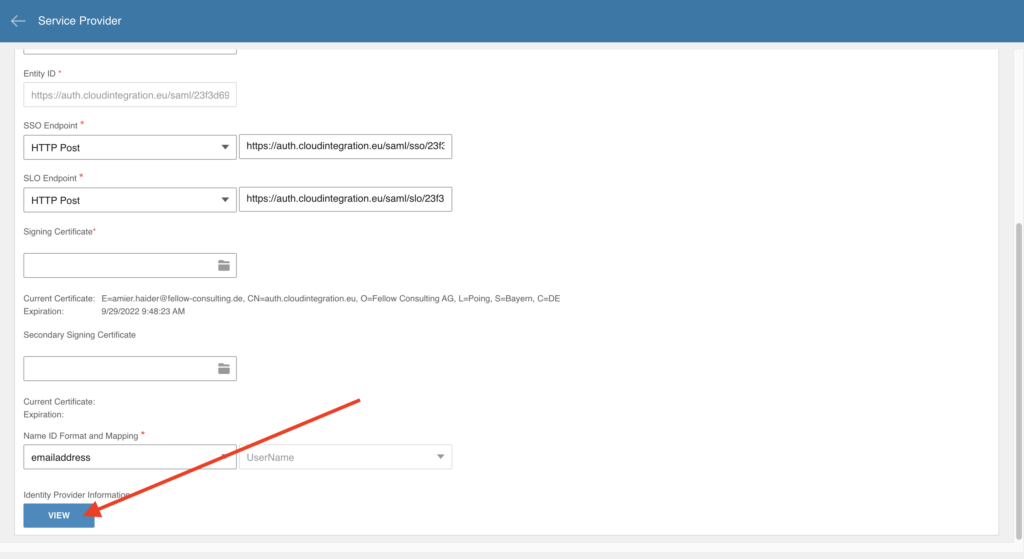 Service Provider
Entity ID *
https://auth.cloudintegration.eu/saml/23f3d69
SSO Endpoint *
HTTP Post https://auth.cloudintegration.eu/saml/sso/23f3
SLO Endpoint *
HTTP Post https://auth.cloudintegration.eu/saml/slo/23f3
Signing Certificate*
Current Certificate: E=amier.haider@fellow-consulting.de, CN=auth.cloudintegration.eu, O=Fellow Consulting AG, L=Poing, S=Bayern, C=DE
Expiration: 9/29/2022 9:48:23 AM
Secondary Signing Certificate
Current Certificate:
Expiration:
Name ID Format and Mapping *
emailaddress UserName
Identity Provider Information
VIEW